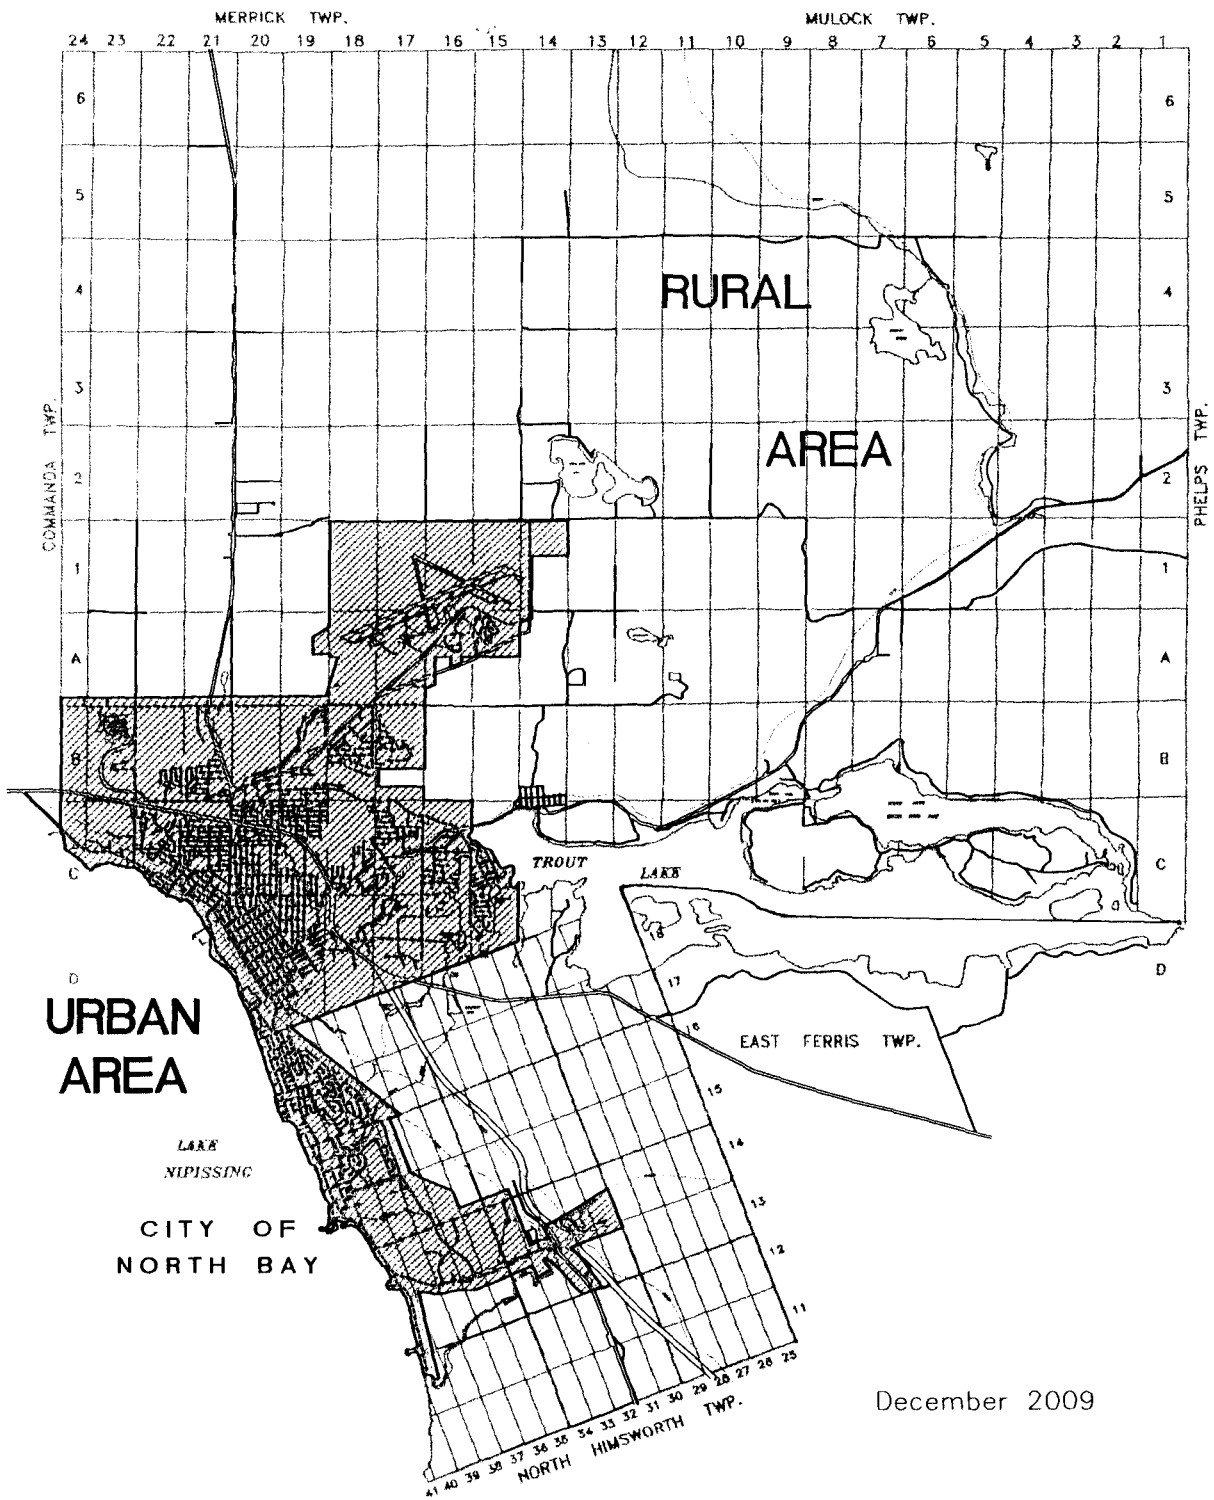 MERRICK TWP. MULOCK TWP.
24 23 22 21 20 19 18 17 16 15 14 13 12 11 10 9 8 7 6 5 4 3 2 1
6 6
5 5
RURAL
4 4
3 3
COMMANDA TWP.
PHELPS TWP.
AREA
2 2
1 1
A A
B B
TROUT LAKE
C C
18
D D
17
URBAN
AREA
16
EAST FERRIS TWP.
15
LAKE
NIPISSING
14
13
CITY OF
NORTH BAY
12
11
41 40 39 38 37 36 35 34 33 32 31 30 29 28 27 26 25
NORTH HIMSWORTH TWP.
December 2009